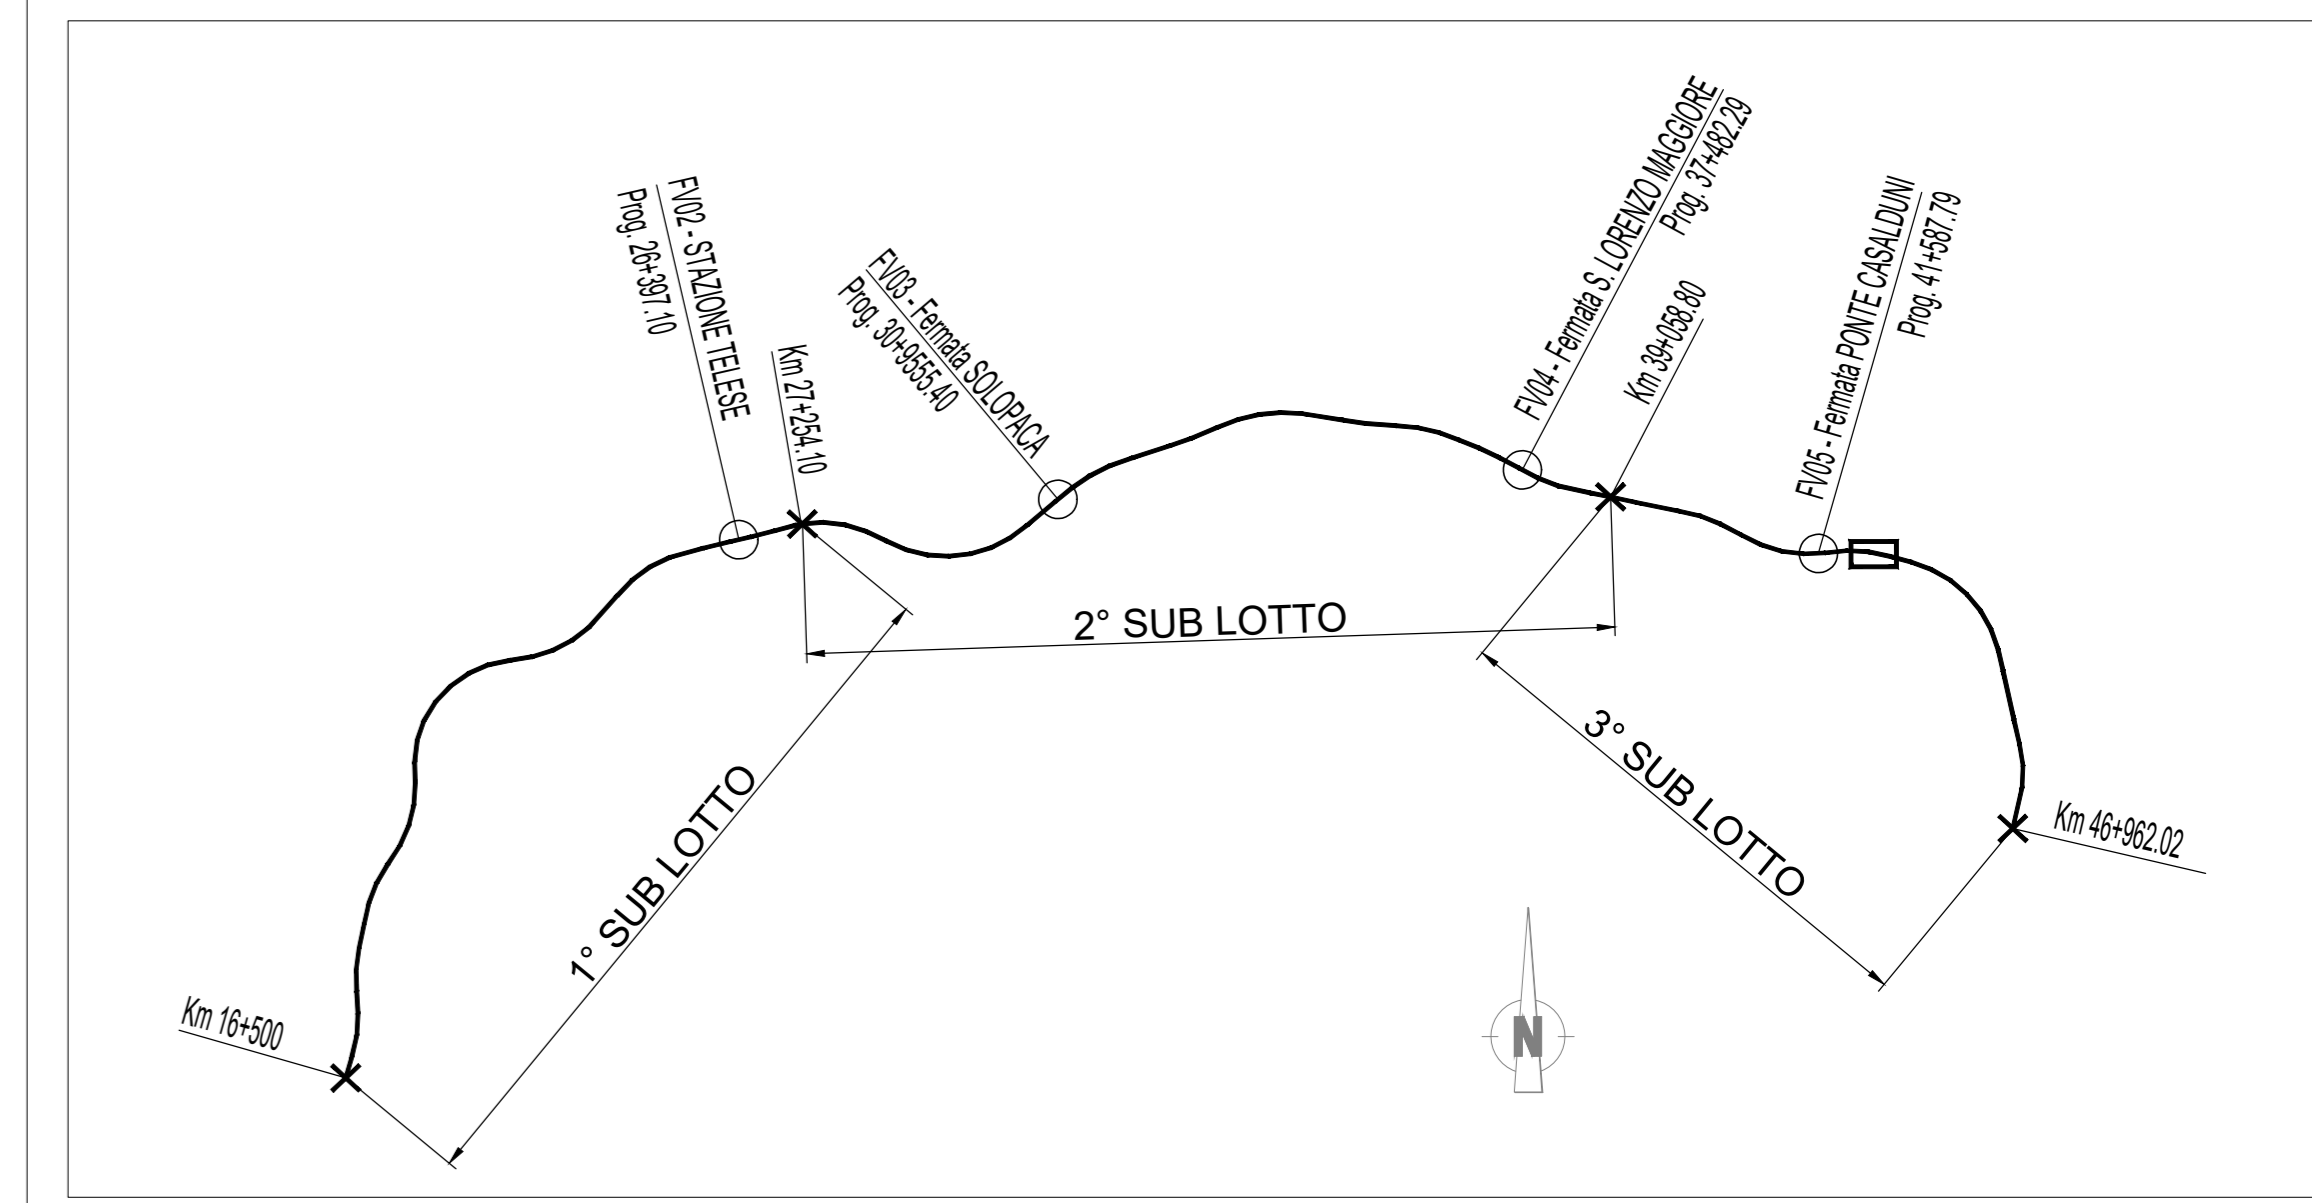 FV02 - STAZIONE TELESE
Prog. 26+397.10
Km 27+254.10
FV03 - Fermata SOLOPACA
Prog. 30+9555.40
FV04 - Fermata S. LORENZO MAGGIORE
Prog. 37+482.29
Km 39+058.80
FV05 - Fermata PONTE CASALDUNI
Prog. 41+587.79
2° SUB LOTTO
1° SUB LOTTO
3° SUB LOTTO
Km 46+962.02
Km 16+500
N